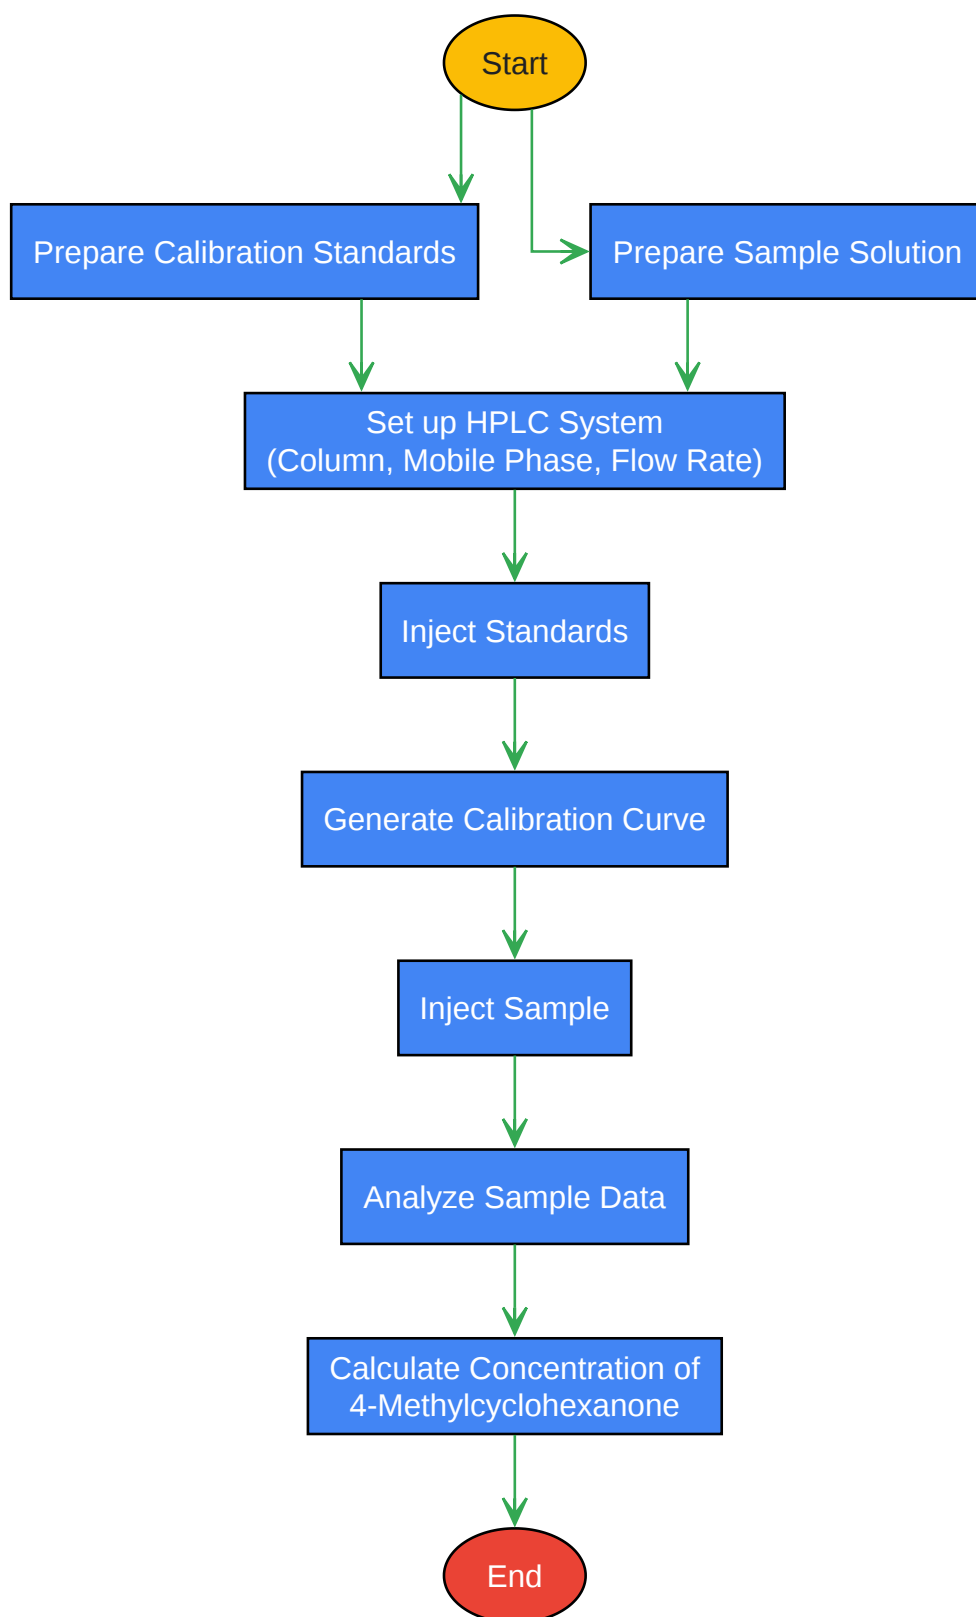 Start
Prepare Calibration Standards
Prepare Sample Solution
Set up HPLC System
(Column, Mobile Phase, Flow Rate)
Inject Standards
Generate Calibration Curve
Inject Sample
Analyze Sample Data
Calculate Concentration of
4-Methylcyclohexanone
End